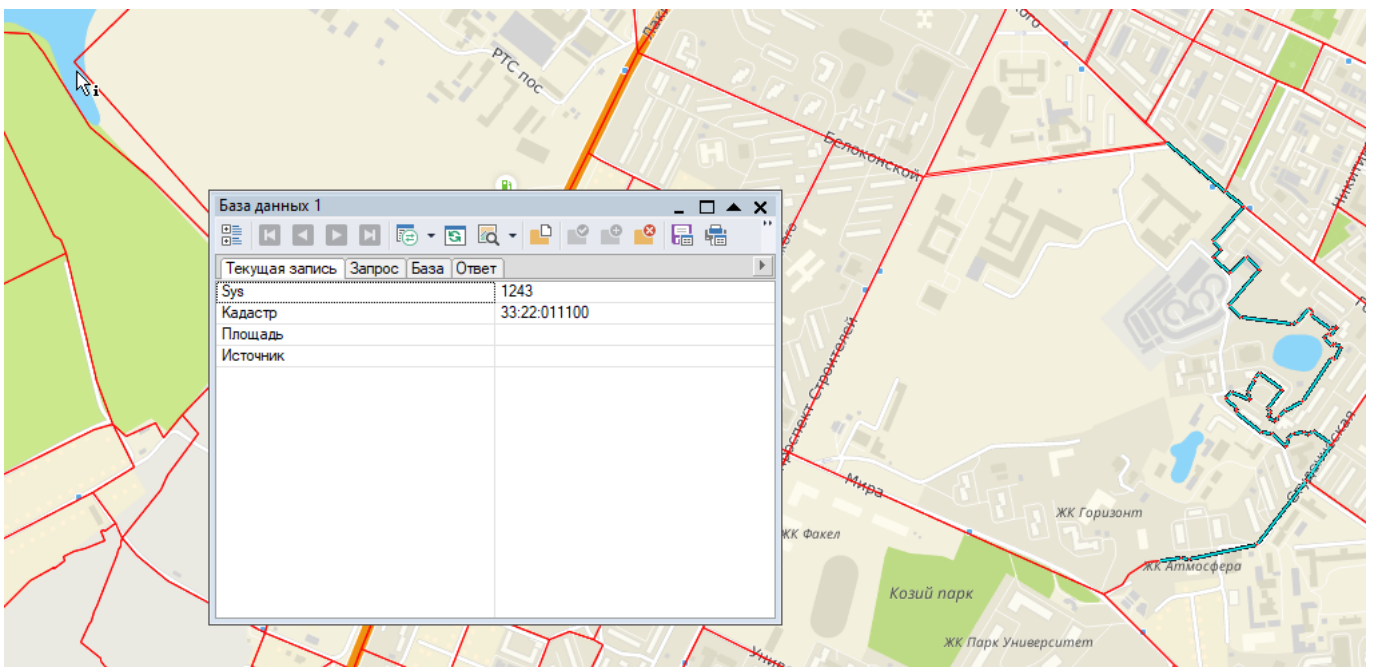 РТС пос
Белоконской
База данных 1
Текущая запись Запрос База Ответ
Sys 1243
Кадастр 33:22:011100
Площадь
Источник
Проспект Строителей
Мира
ЖК Горизонт
ЖК Факел
ЖК Атмосфера
Козий парк
ЖК Парк Университет